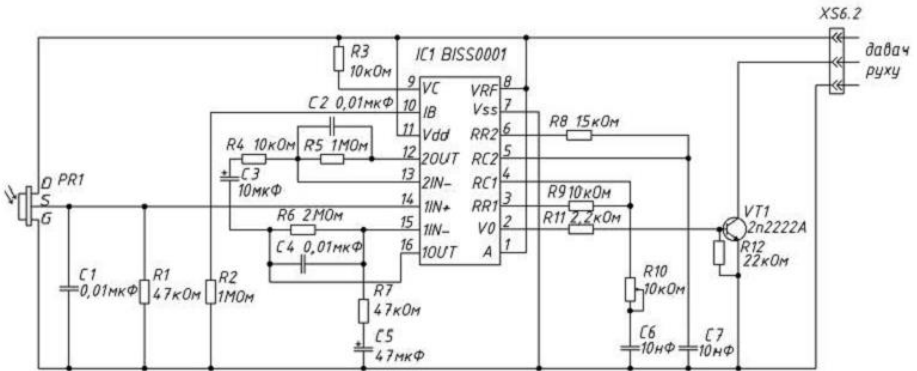 XS6.2
давач
руху
R3
10кОм
IC1 BISS0001
9 VC
10 IB
11 Vdd
12 2OUT
13 2IN-
14 1IN+
15 1IN-
16 1OUT
VRF 8
Vss 7
RR2 6
RC2 5
RC1 4
RR1 3
V0 2
A 1
C2 0,01мкФ
R4 10кОм
R5 1МОм
C3
10мкФ
R8 15кОм
PR1
D
S
G
R6 2МОм
C4 0,01мкФ
R9 10кОм
R11 2,2кОм
VT1
2n2222A
R12
22кОм
C1
0,01мкФ
R1
47кОм
R2
1МОм
R7
47кОм
R10
10кОм
C5
47мкФ
C6
10нФ
C7
10нФ